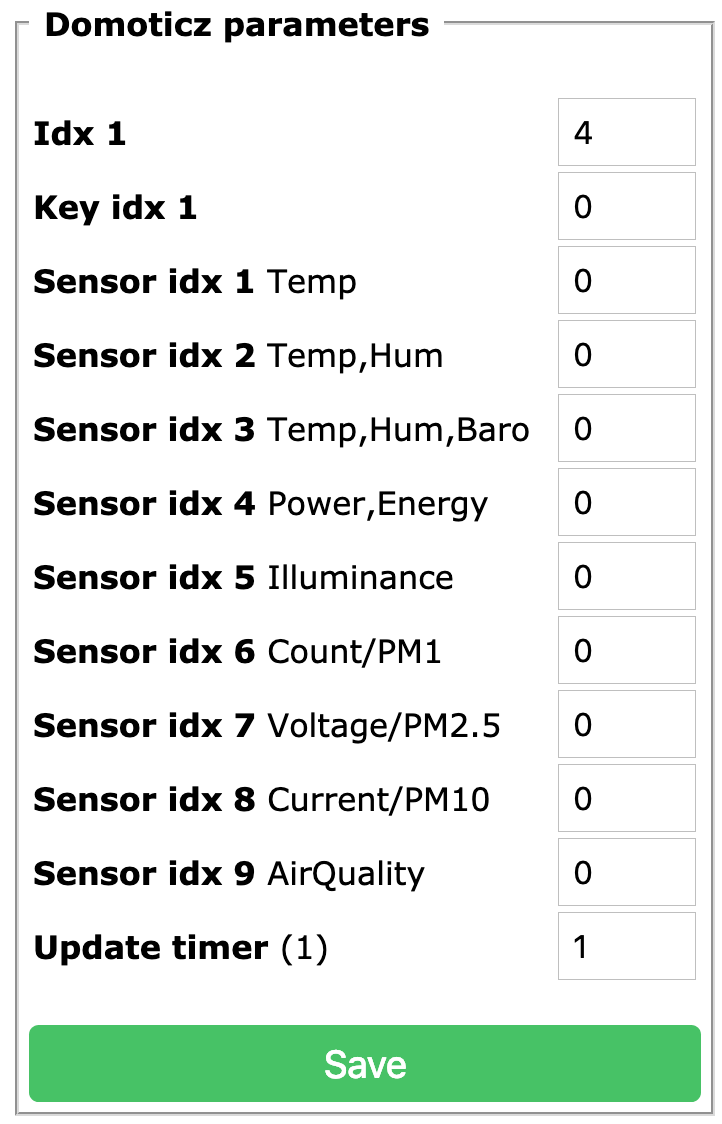 Domoticz parameters
Idx 1 4
Key idx 1 0
Sensor idx 1 Temp 0
Sensor idx 2 Temp,Hum 0
Sensor idx 3 Temp,Hum,Baro 0
Sensor idx 4 Power,Energy 0
Sensor idx 5 Illuminance 0
Sensor idx 6 Count/PM1 0
Sensor idx 7 Voltage/PM2.5 0
Sensor idx 8 Current/PM10 0
Sensor idx 9 AirQuality 0
Update timer (1) 1
Save